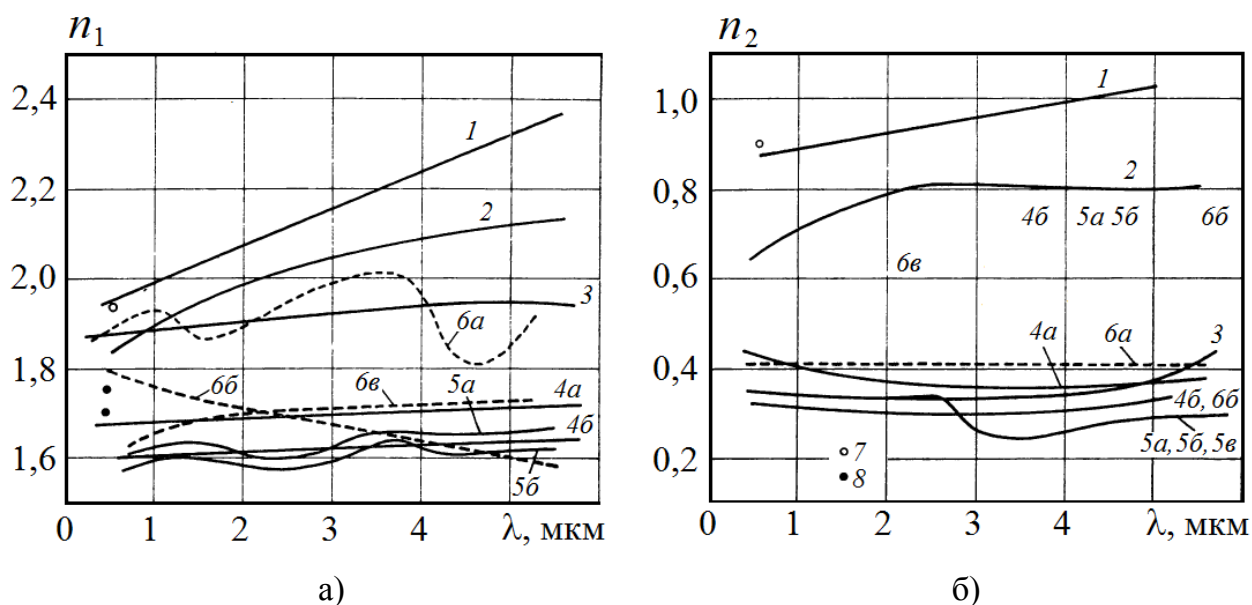 n₁
2,4
2,2
2,0
1,8
1,6
0 1 2 3 4 λ, мкм
1
2
3
6а
6б
6в
5а
4а
4б
5б
а)
n₂
1,0
0,8
0,6
0,4
0,2
0 1 2 3 4 λ, мкм
1
2
4б 5а 5б 6б
6в
3
4а
6а
4б, 6б
5а, 5б, 5в
7
8
б)